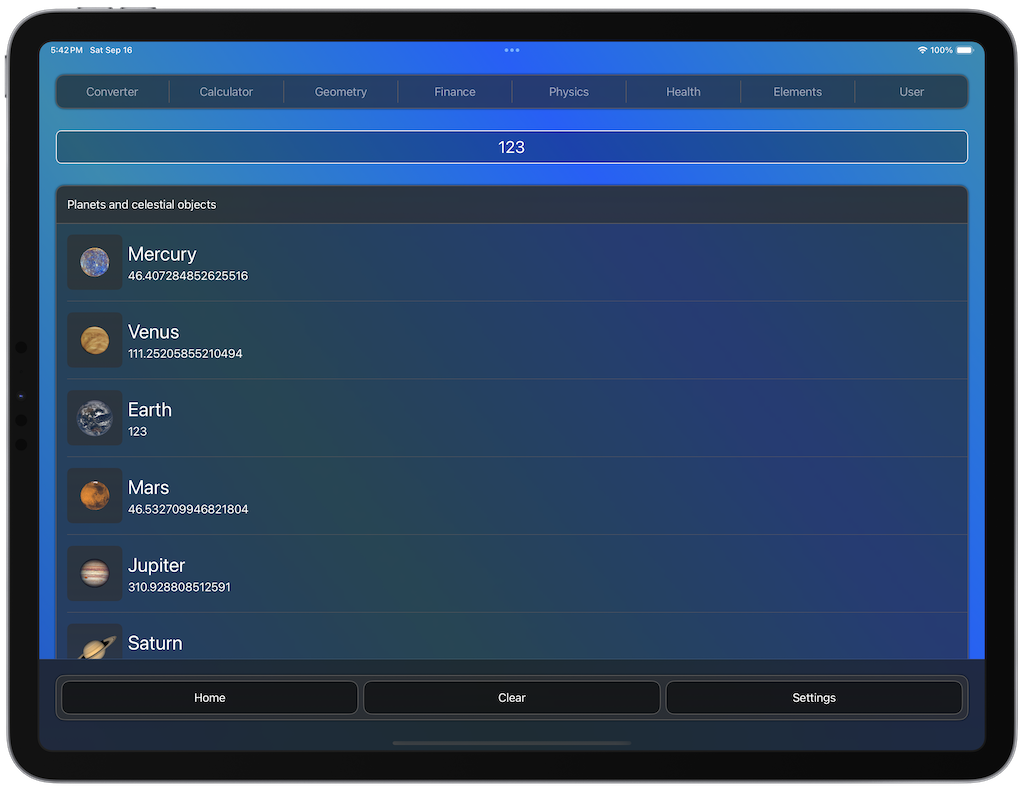 5:42 PM Sat Sep 16
100%
Converter
Calculator
Geometry
Finance
Physics
Health
Elements
User
123
Planets and celestial objects
Mercury
46.407284852625516
Venus
111.25205855210494
Earth
123
Mars
46.532709946821804
Jupiter
310.928808512591
Saturn
Home
Clear
Settings